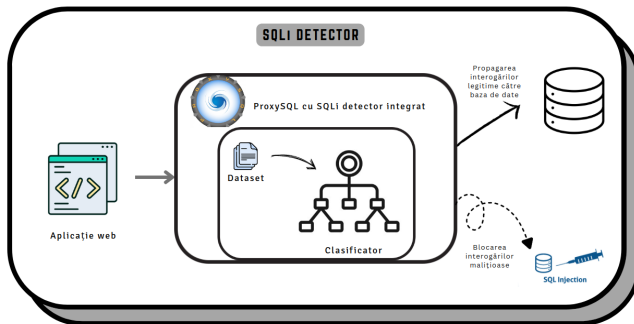 SQLi DETECTOR
Propagarea
interogărilor
legitime către
baza de date
ProxySQL cu SQLi detector integrat
Dataset
Clasificator
Aplicație web
Blocarea
interogărilor
malițioase
SQL Injection